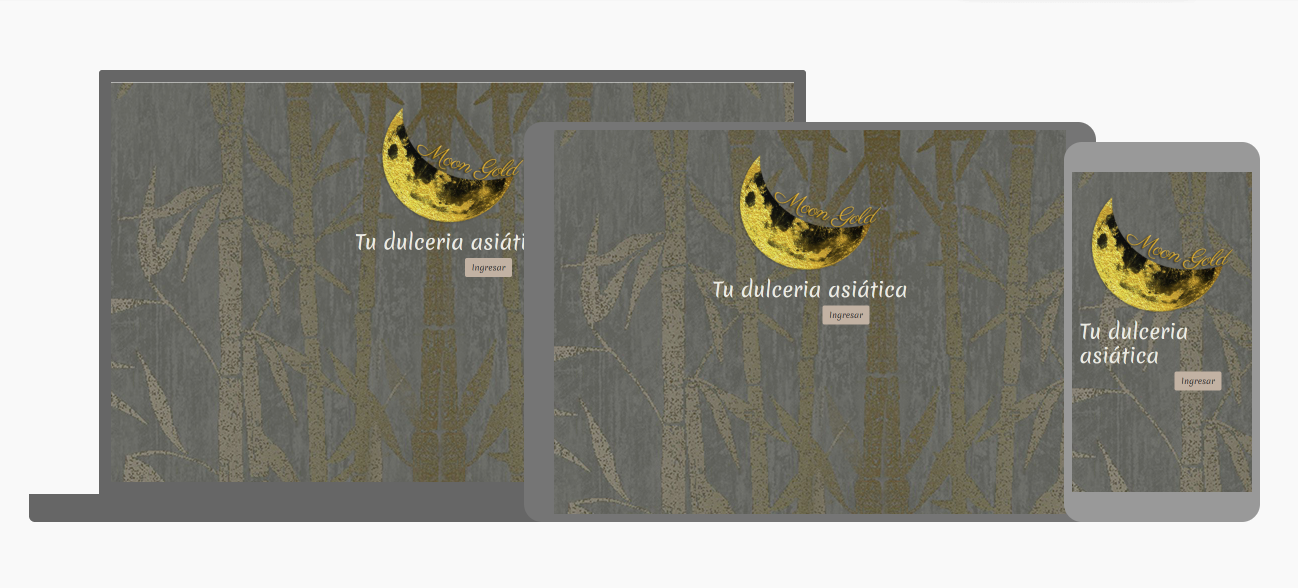 Moon Gold
Tu dulceria asiáti
Ingresar
Moon Gold
Tu dulceria asiática
Ingresar
Moon Gold
Tu dulceria
asiática
Ingresar